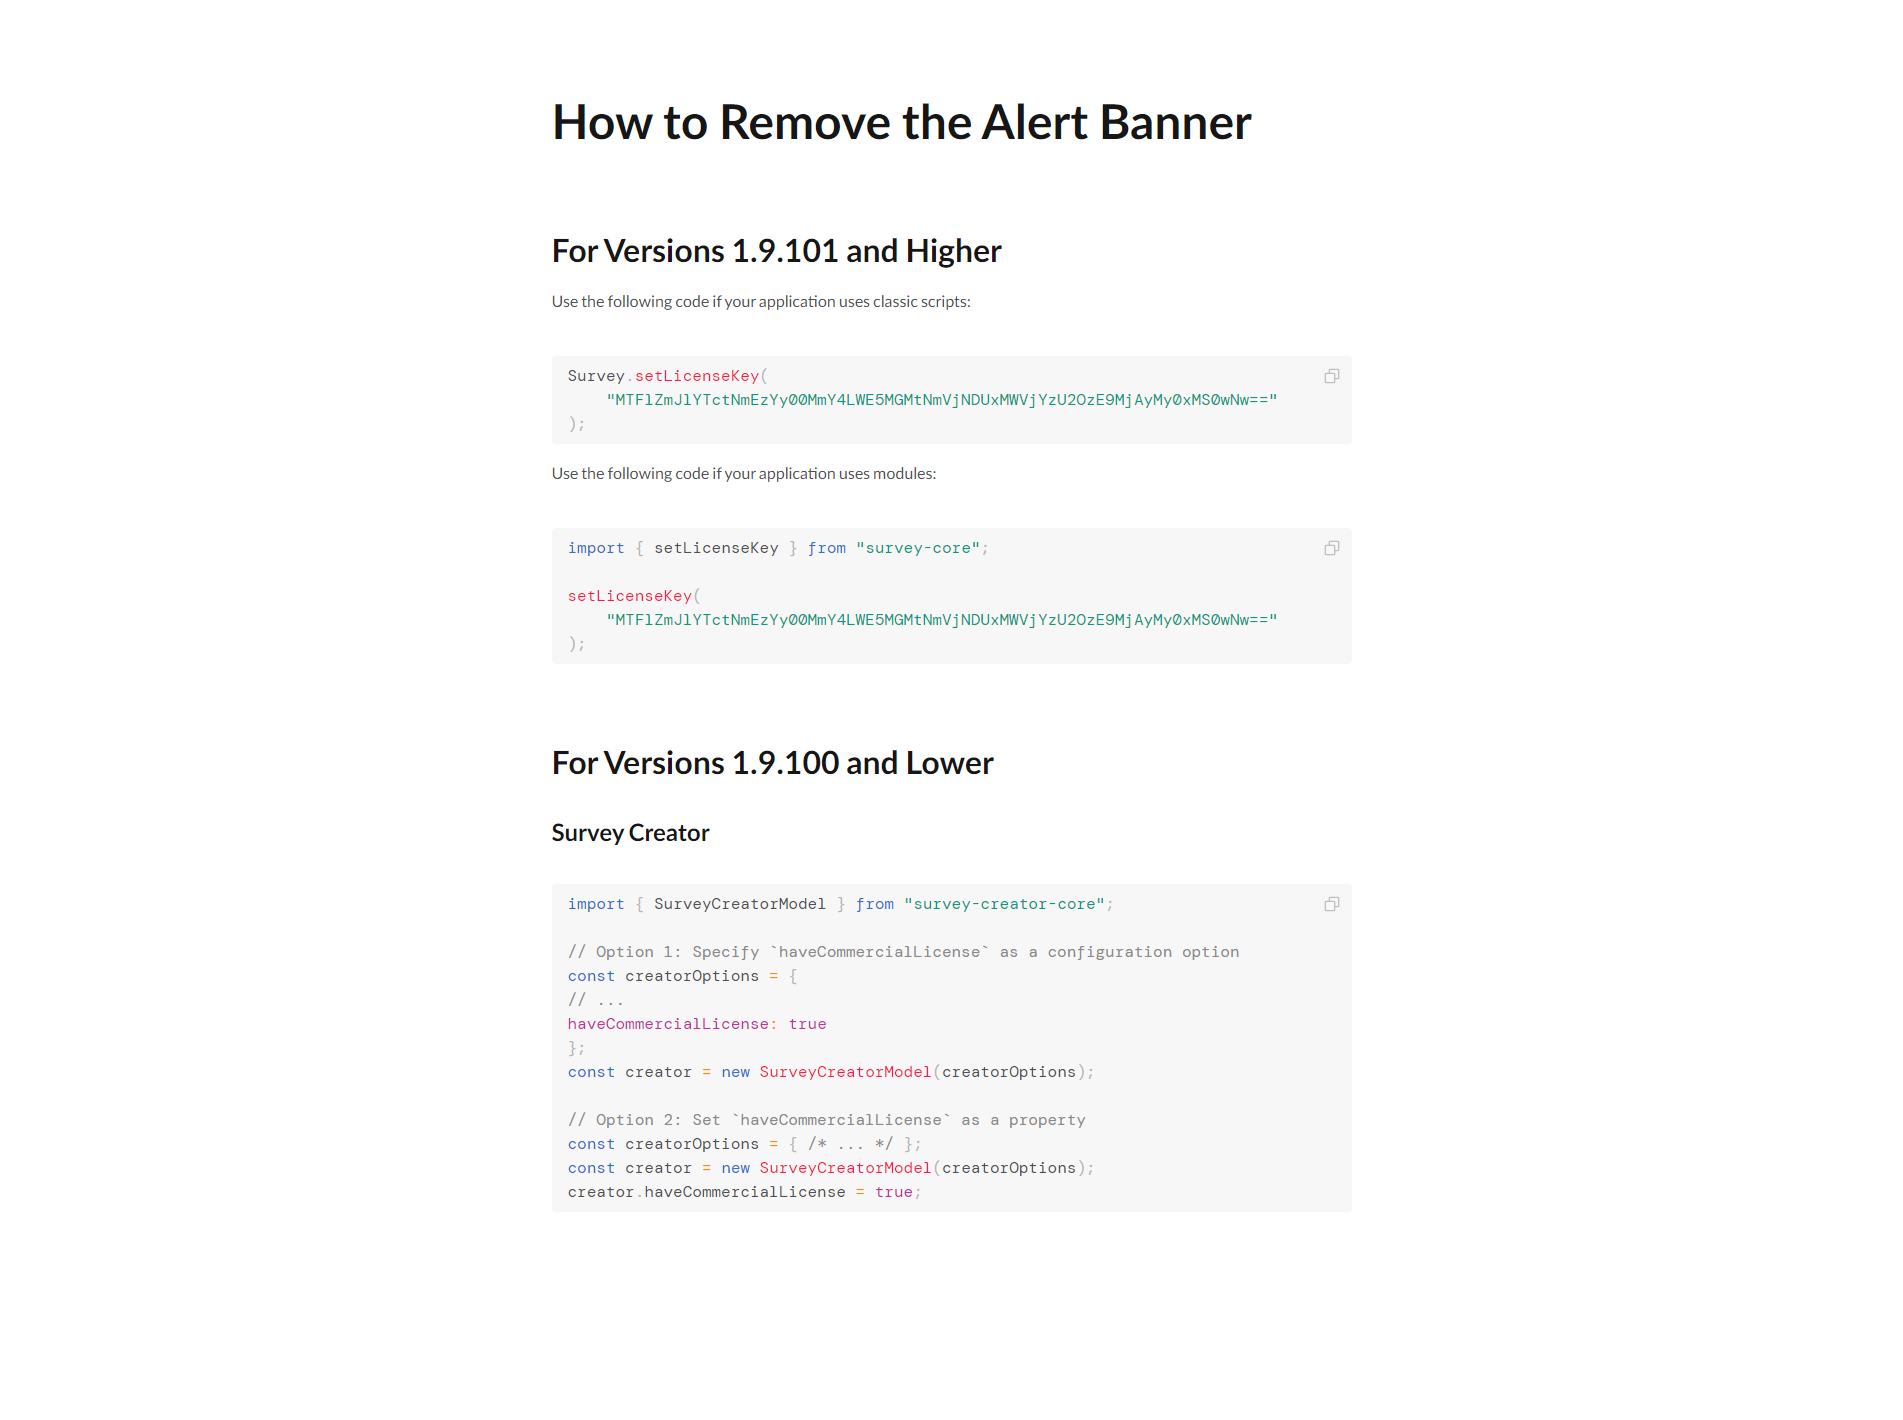 How to Remove the Alert Banner
For Versions 1.9.101 and Higher
Use the following code if your application uses classic scripts:
Survey.setLicenseKey(
    "MTFlZmJlYTctNmEzYy00MmY4LWE5MGMtNmVjNDUxMWVjYzU2OzE9MjAyMy0xMS0wNw=="
);
Use the following code if your application uses modules:
import { setLicenseKey } from "survey-core";
setLicenseKey(
    "MTFlZmJlYTctNmEzYy00MmY4LWE5MGMtNmVjNDUxMWVjYzU2OzE9MjAyMy0xMS0wNw=="
);
For Versions 1.9.100 and Lower
Survey Creator
import { SurveyCreatorModel } from "survey-creator-core";
// Option 1: Specify `haveCommercialLicense` as a configuration option
const creatorOptions = {
// ...
haveCommercialLicense: true
};
const creator = new SurveyCreatorModel(creatorOptions);
// Option 2: Set `haveCommercialLicense` as a property
const creatorOptions = { /* ... */ };
const creator = new SurveyCreatorModel(creatorOptions);
creator.haveCommercialLicense = true;